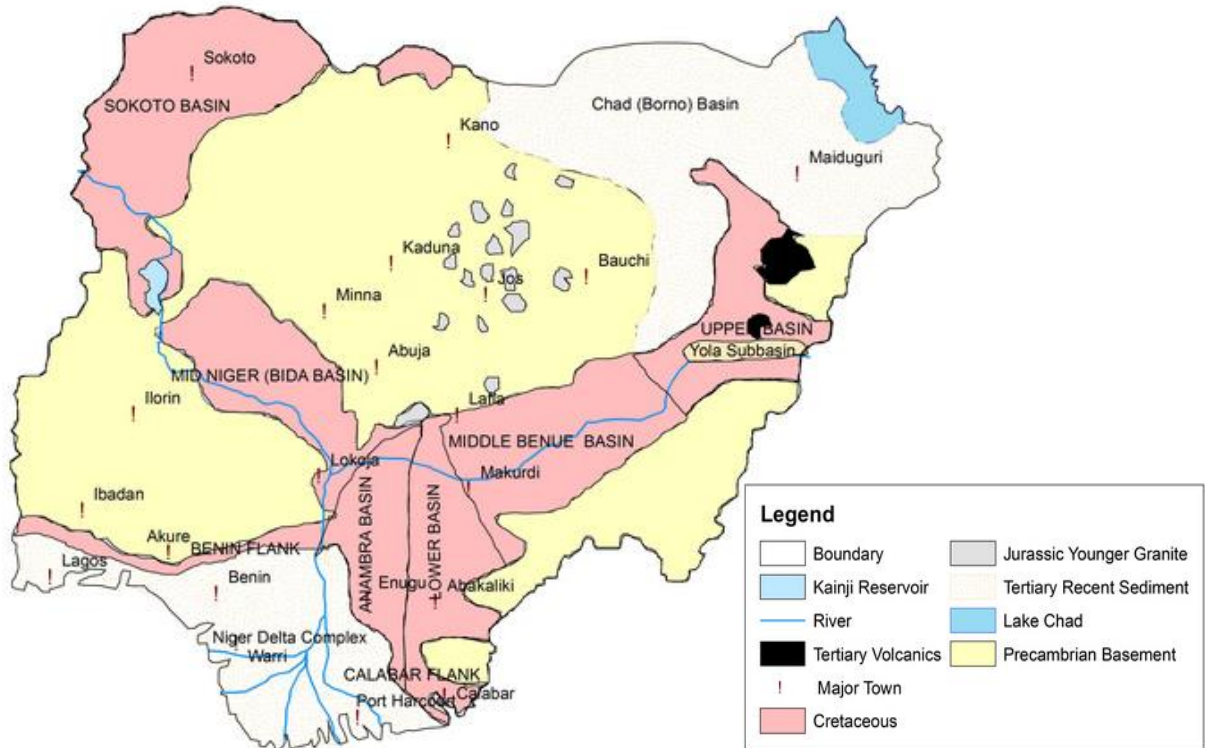 Sokoto
SOKOTO BASIN
Chad (Borno) Basin
Kano
Maiduguri
Kaduna
Bauchi
Jos
Minna
UPPER BASIN
Yola Subbasin
Abuja
MID NIGER (BIDA BASIN)
Ilorin
Lafia
MIDDLE BENUE BASIN
Lokoja
Makurdi
Ibadan
ANAMBRA BASIN
LOWER BASIN
Akure
BENIN FLANK
Lagos
Benin
Enugu
Abakaliki
Niger Delta Complex
Warri
CALABAR FLANK
Calabar
Port Harcourt
Legend
Boundary
Kainji Reservoir
River
Tertiary Volcanics
Major Town
Cretaceous
Jurassic Younger Granite
Tertiary Recent Sediment
Lake Chad
Precambrian Basement